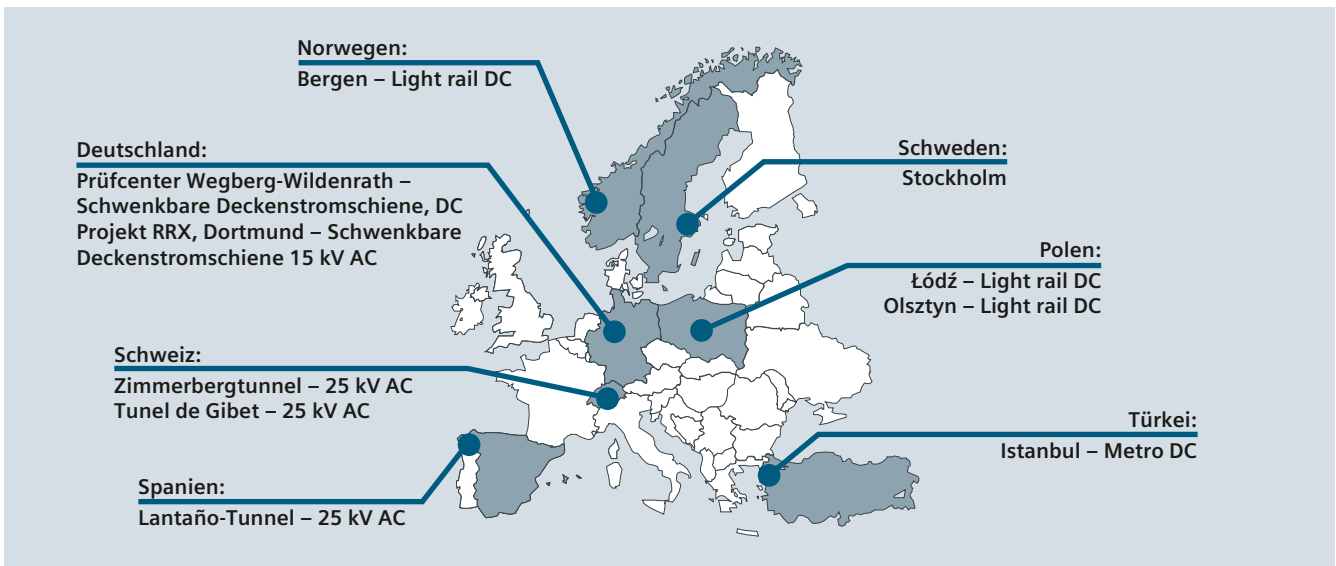 Norwegen:
Bergen – Light rail DC
Deutschland:
Prüfcenter Wegberg-Wildenrath –
Schwenkbare Deckenstromschiene, DC
Projekt RRX, Dortmund – Schwenkbare
Deckenstromschiene 15 kV AC
Schweiz:
Zimmerbergtunnel – 25 kV AC
Tunel de Gibet – 25 kV AC
Spanien:
Lantaño-Tunnel – 25 kV AC
Schweden:
Stockholm
Polen:
Łódź – Light rail DC
Olsztyn – Light rail DC
Türkei:
Istanbul – Metro DC